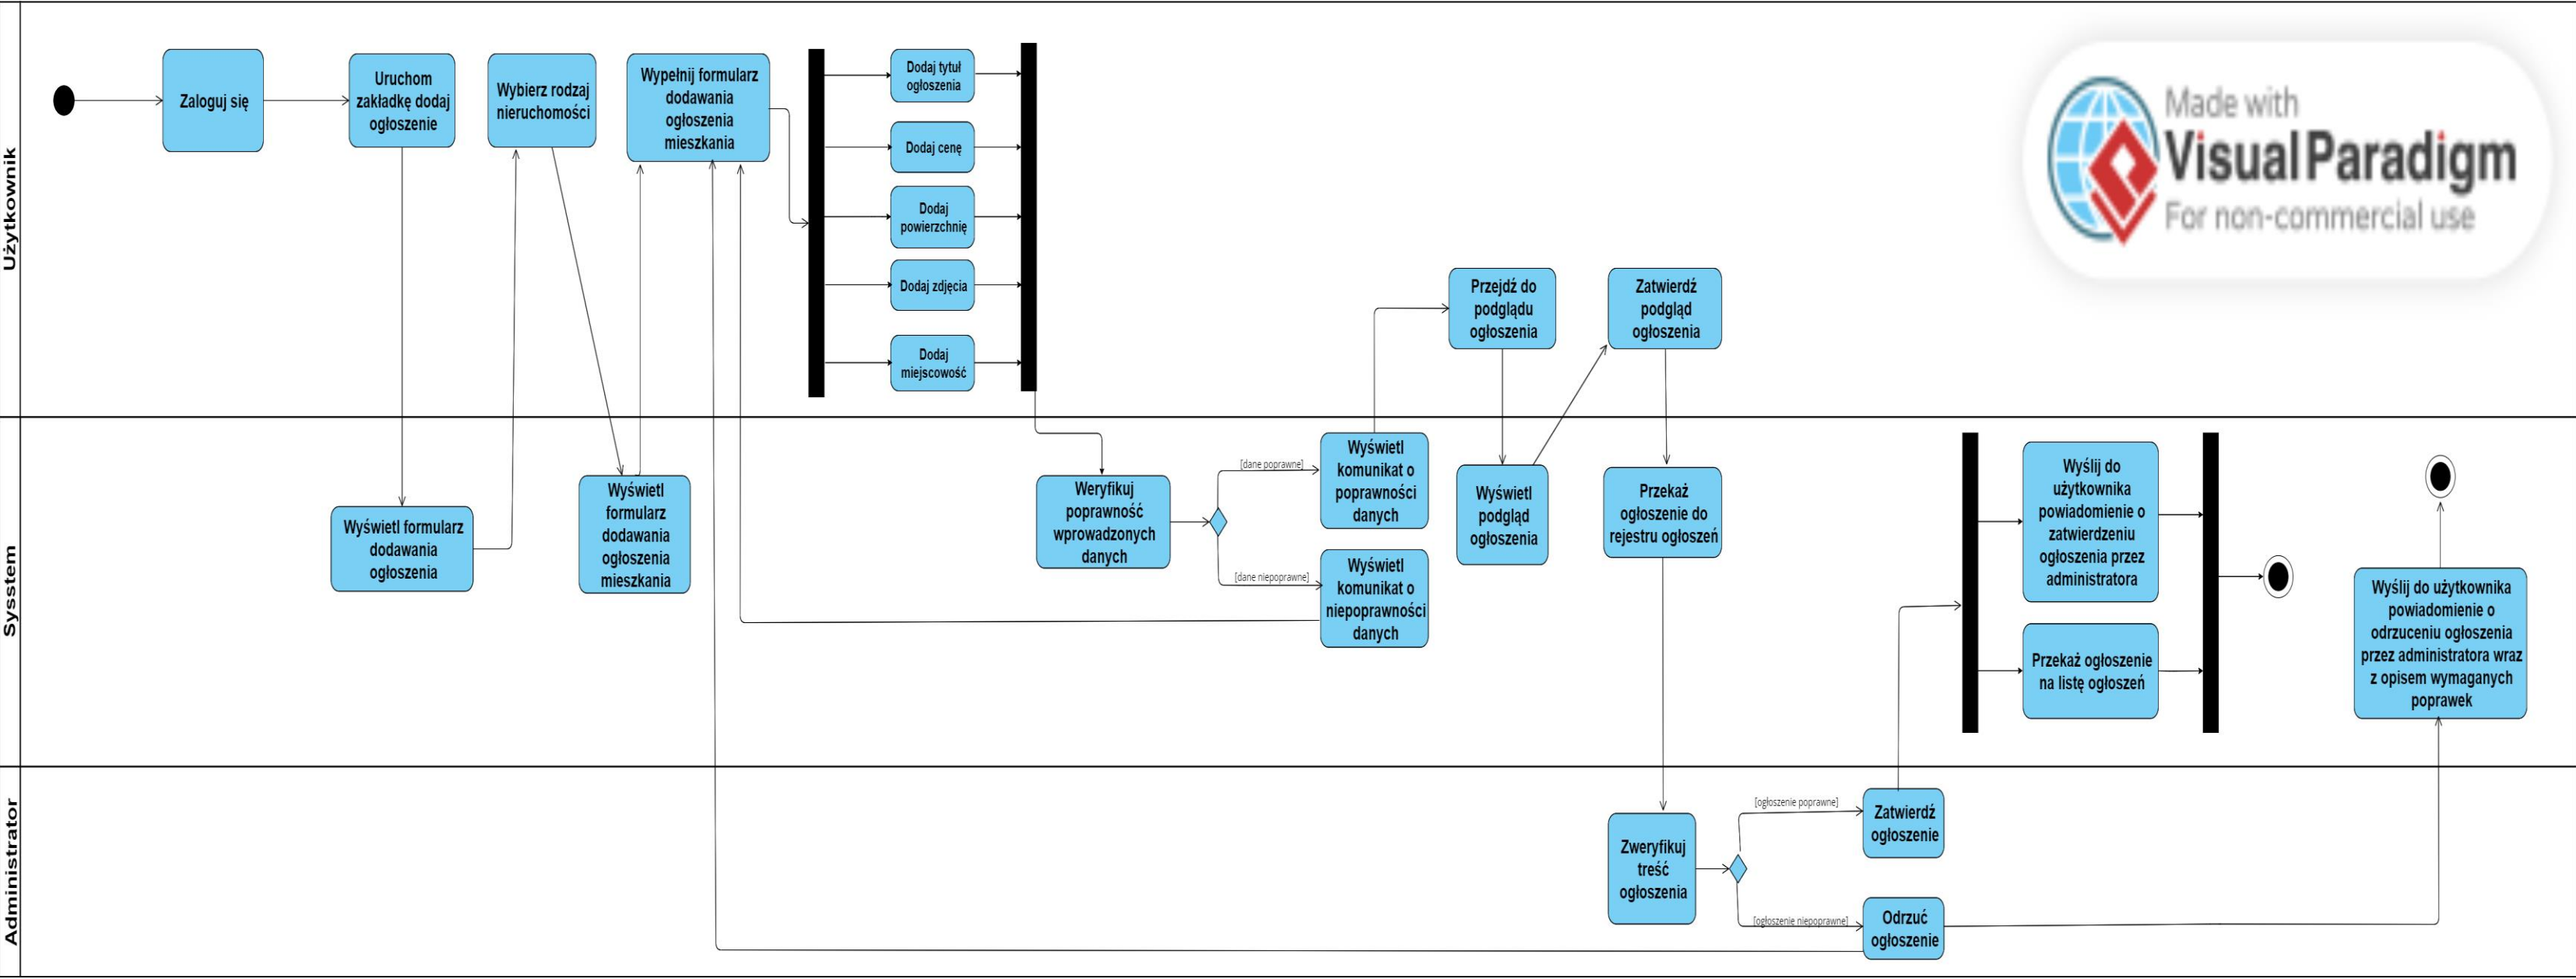 Użytkownik
Zaloguj się
Uruchom
zakładkę dodaj
ogłoszenie
Wybierz rodzaj
nieruchomości
Wypełnij formularz
dodawania
ogłoszenia
mieszkania
Dodaj tytuł
ogłoszenia
Dodaj cenę
Dodaj
powierzchnię
Dodaj zdjęcia
Dodaj
miejscowość
Przejdź do
podglądu
ogłoszenia
Zatwierdź
podgląd
ogłoszenia
Made with
Visual Paradigm
For non-commercial use
Sysstem
Wyświetl formularz
dodawania
ogłoszenia
Wyświetl
formularz
dodawania
ogłoszenia
mieszkania
Weryfikuj
poprawność
wprowadzonych
danych
[dane poprawne]
[dane niepoprawne]
Wyświetl
komunikat o
poprawności
danych
Wyświetl
komunikat o
niepoprawności
danych
Wyświetl
podgląd
ogłoszenia
Przekaż
ogłoszenie do
rejestru ogłoszeń
Wyślij do
użytkownika
powiadomienie o
zatwierdzeniu
ogłoszenia przez
administratora
Przekaż ogłoszenie
na listę ogłoszeń
Wyślij do użytkownika
powiadomienie o
odrzuceniu ogłoszenia
przez administratora wraz
z opisem wymaganych
poprawek
Administrator
Zweryfikuj
treść
ogłoszenia
[ogłoszenie poprawne]
[ogłoszenie niepoprawne]
Zatwierdź
ogłoszenie
Odrzuć
ogłoszenie